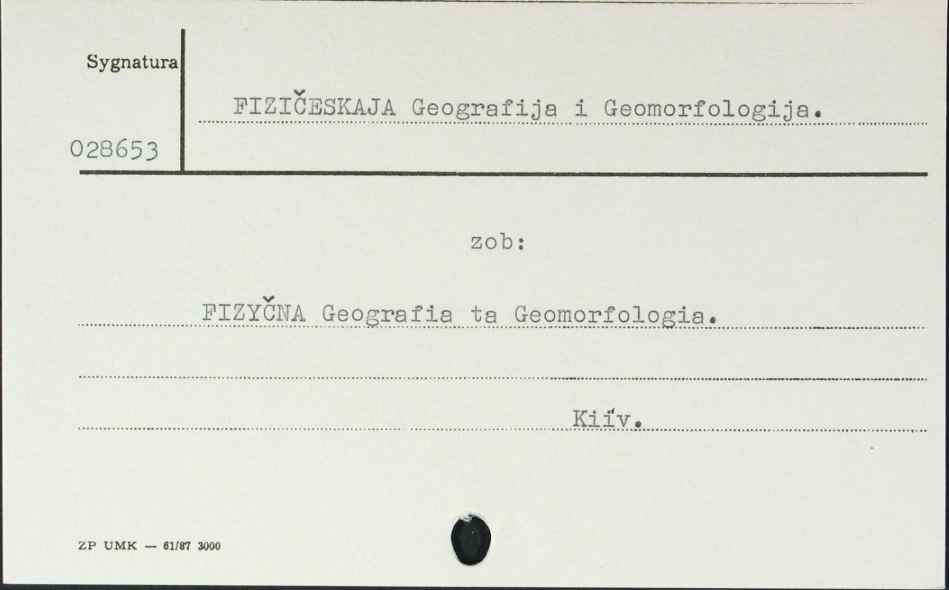 Sygnatura
FIZIČESKAJA Geografija i Geomorfologija.
028653
zob:
FIZYČNA Geografia ta Geomorfologia.
Kiïv.
ZP UMK — 61/87 3000